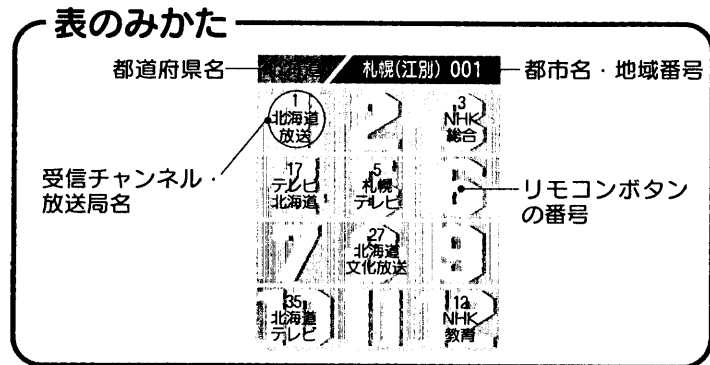 表のみかた
都道府県名
札幌(江別) 001
都市名・地域番号
1
北海道
放送
2
3
NHK
総合
受信チャンネル・
放送局名
17
テレビ
北海道
5
札幌
テレビ
リモコンボタン
の番号
7
27
北海道
文化放送
9
35
北海道
テレビ
11
12
NHK
教育